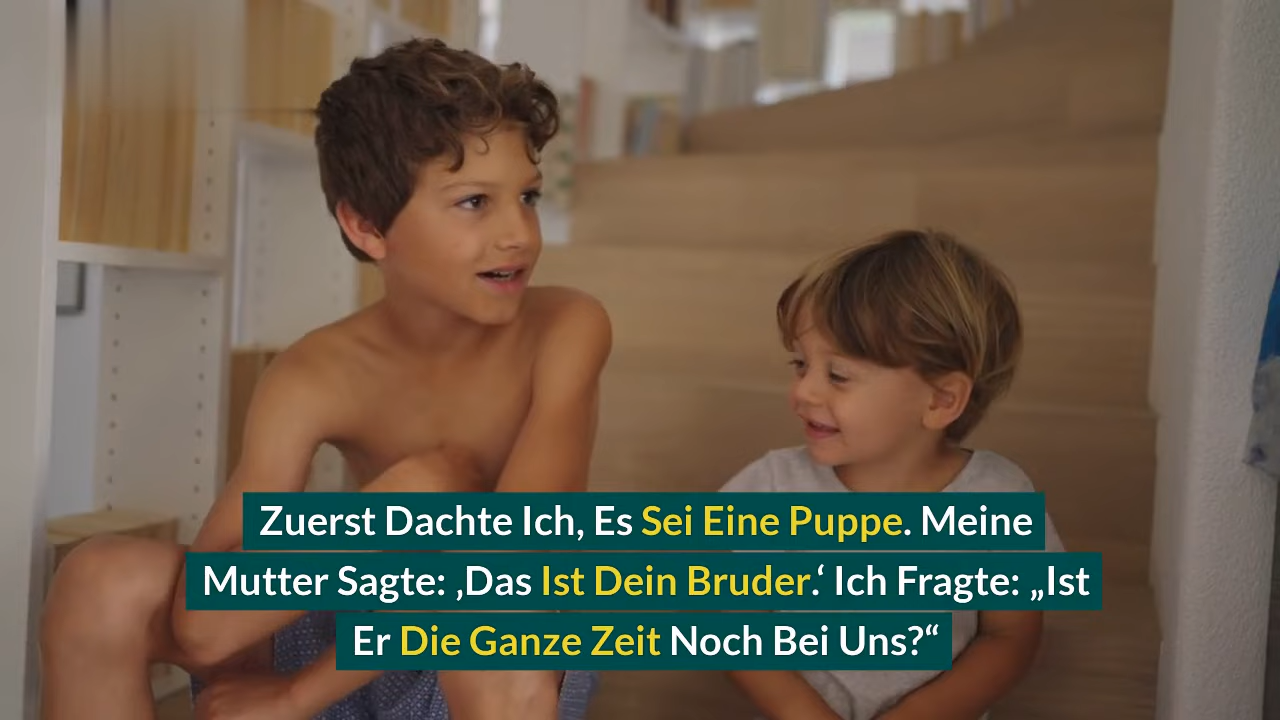 Zuerst Dachte Ich, Es Sei Eine Puppe. Meine
Mutter Sagte: ‚Das Ist Dein Bruder.‘ Ich Fragte: „Ist
Er Die Ganze Zeit Noch Bei Uns?“